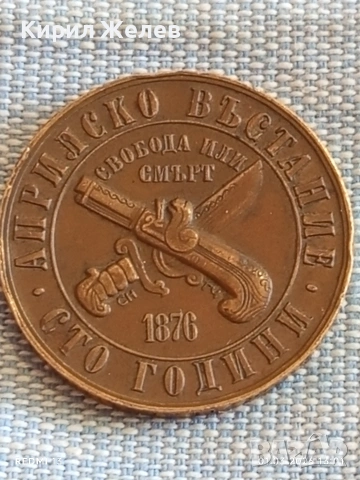 Кирил Желев
АПРИЛСКО ВЪСТАНИЕ
СВОБОДА ИЛИ
СМЪРТ
1876
СТО ГОДИНИ